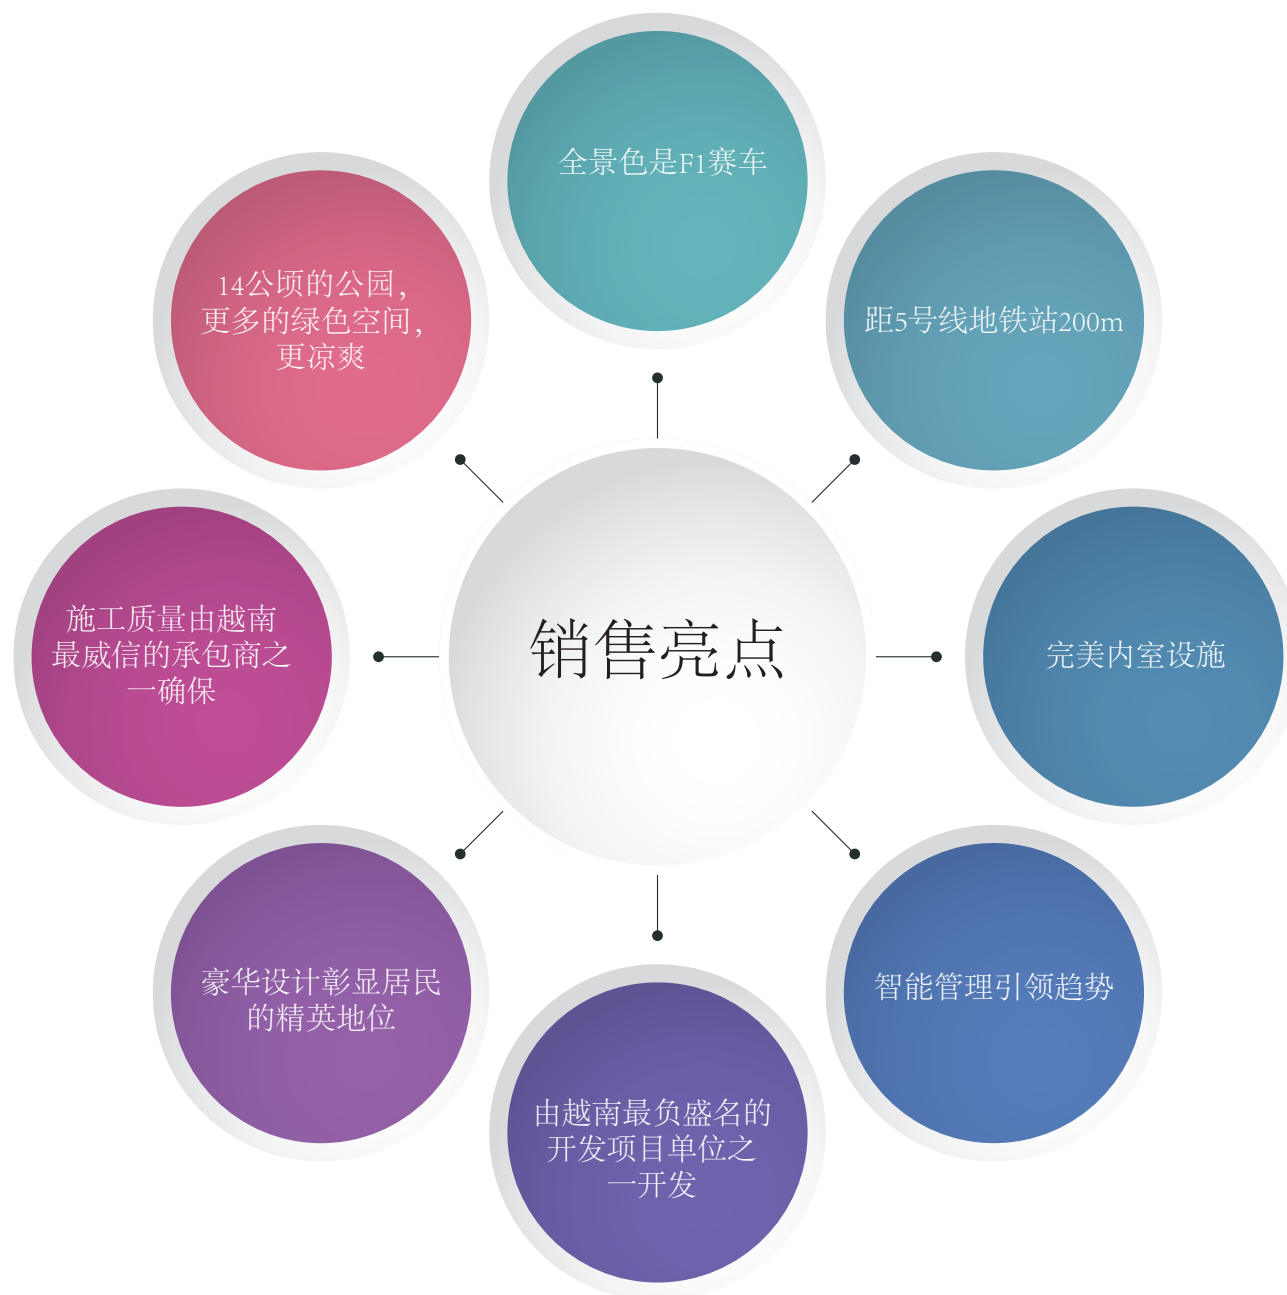 全景色是F1赛车
14公顷的公园，
更多的绿色空间，
更凉爽
距5号线地铁站200m
施工质量由越南
最威信的承包商之
一确保
销售亮点
完美内室设施
豪华设计彰显居民
的精英地位
智能管理引领趋势
由越南最负盛名的
开发项目单位之
一开发